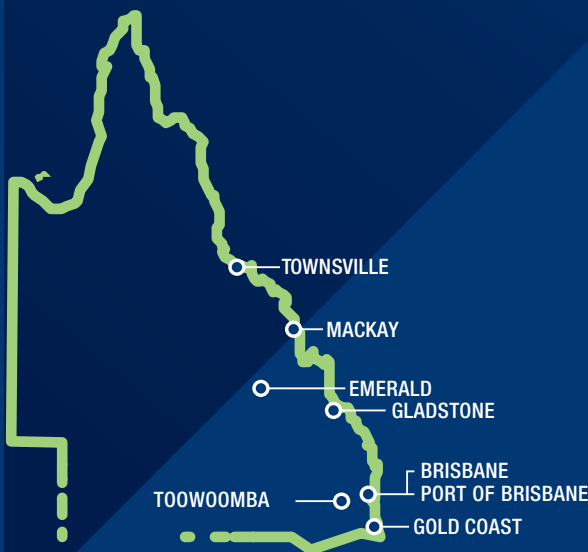 TOWNSVILLE
MACKAY
EMERALD
GLADSTONE
BRISBANE
PORT OF BRISBANE
TOOWOOMBA
GOLD COAST